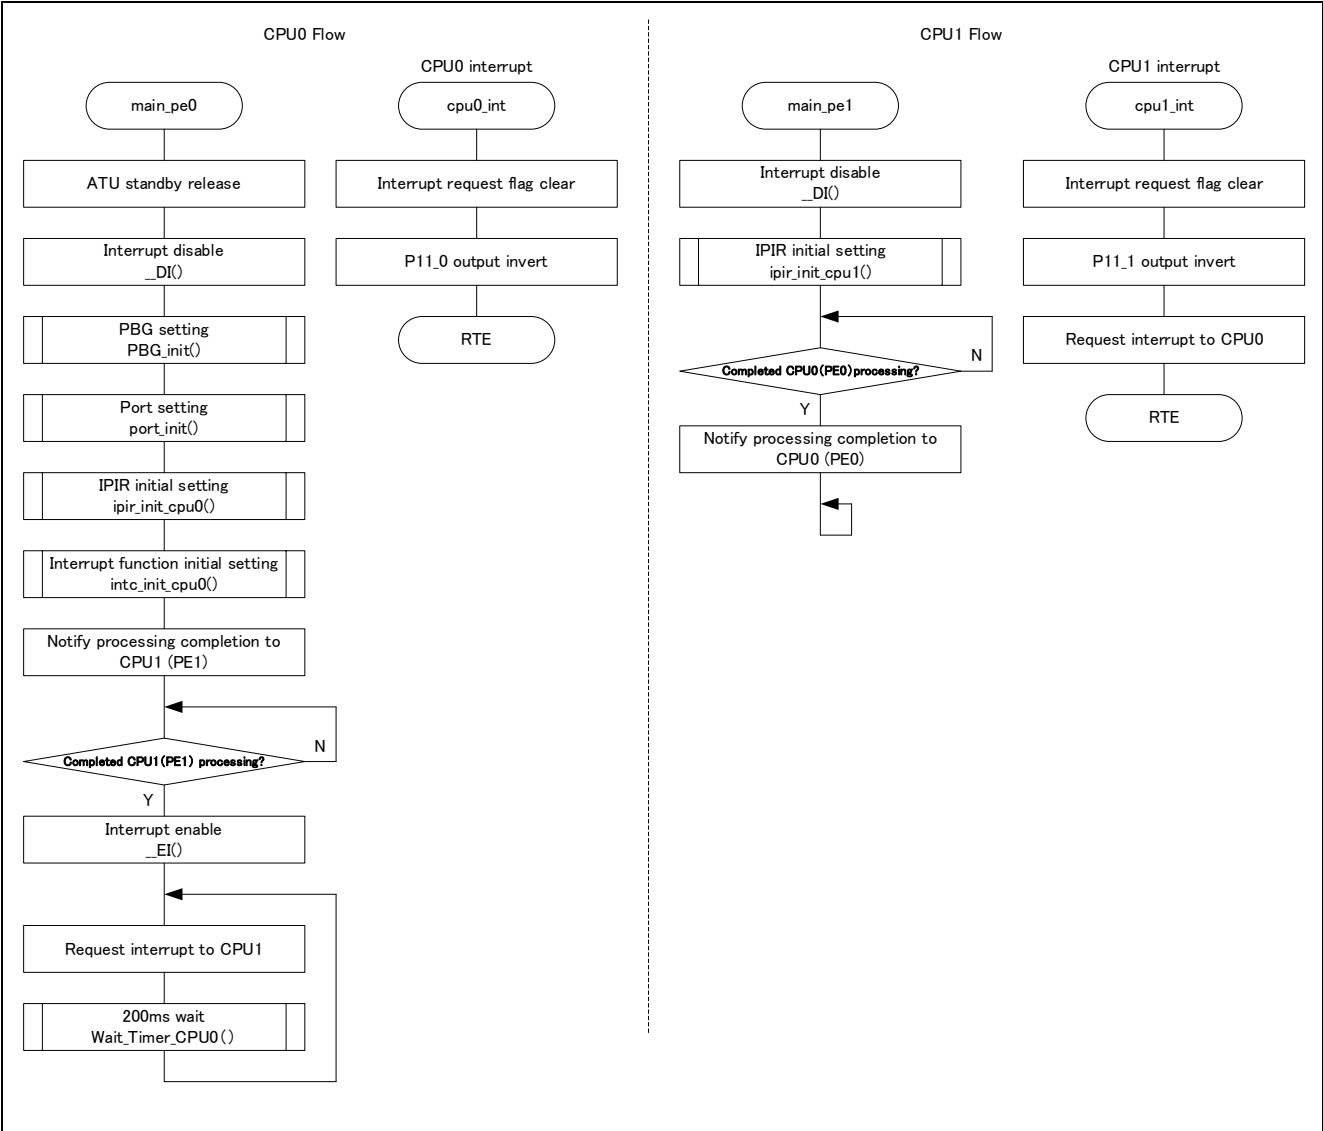 CPU0 Flow
main_pe0
ATU standby release
Interrupt disable
__DI()
PBG setting
PBG_init()
Port setting
port_init()
IPIR initial setting
ipir_init_cpu0()
Interrupt function initial setting
intc_init_cpu0()
Notify processing completion to
CPU1 (PE1)
Completed CPU1(PE1) processing?
N
Y
Interrupt enable
__EI()
Request interrupt to CPU1
200ms wait
Wait_Timer_CPU0()
CPU0 interrupt
cpu0_int
Interrupt request flag clear
P11_0 output invert
RTE
CPU1 Flow
main_pe1
Interrupt disable
__DI()
IPIR initial setting
ipir_init_cpu1()
Completed CPU0(PE0)processing?
N
Y
Notify processing completion to
CPU0 (PE0)
CPU1 interrupt
cpu1_int
Interrupt request flag clear
P11_1 output invert
Request interrupt to CPU0
RTE